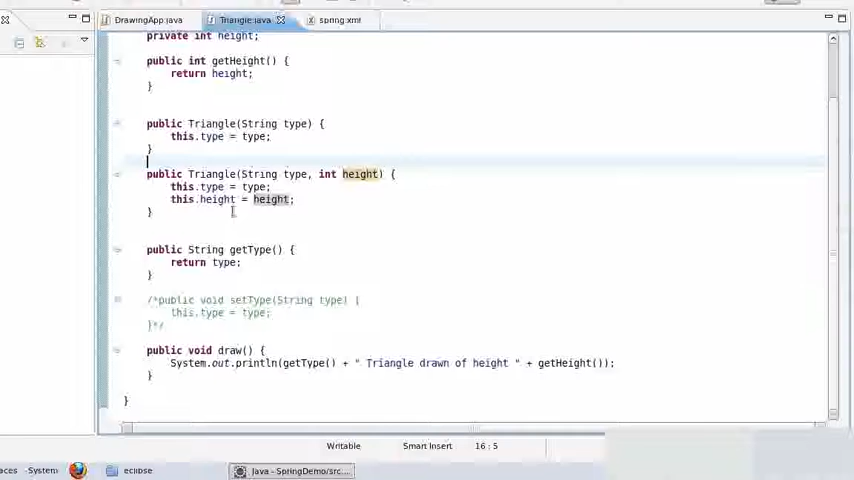 DrawingApp.java Triangle.java spring.xml
private int height;
public int getHeight() {
return height;
}
public Triangle(String type) {
this.type = type;
}
public Triangle(String type, int height) {
this.type = type;
this.height = height;
}
public String getType() {
return type;
}
/*public void setType(String type) {
this.type = type;
}*/
public void draw() {
System.out.println(getType() + " Triangle drawn of height " + getHeight());
}
}
Writable Smart Insert 16 : 5
aces -System eclipse Java - SpringDemo/src...